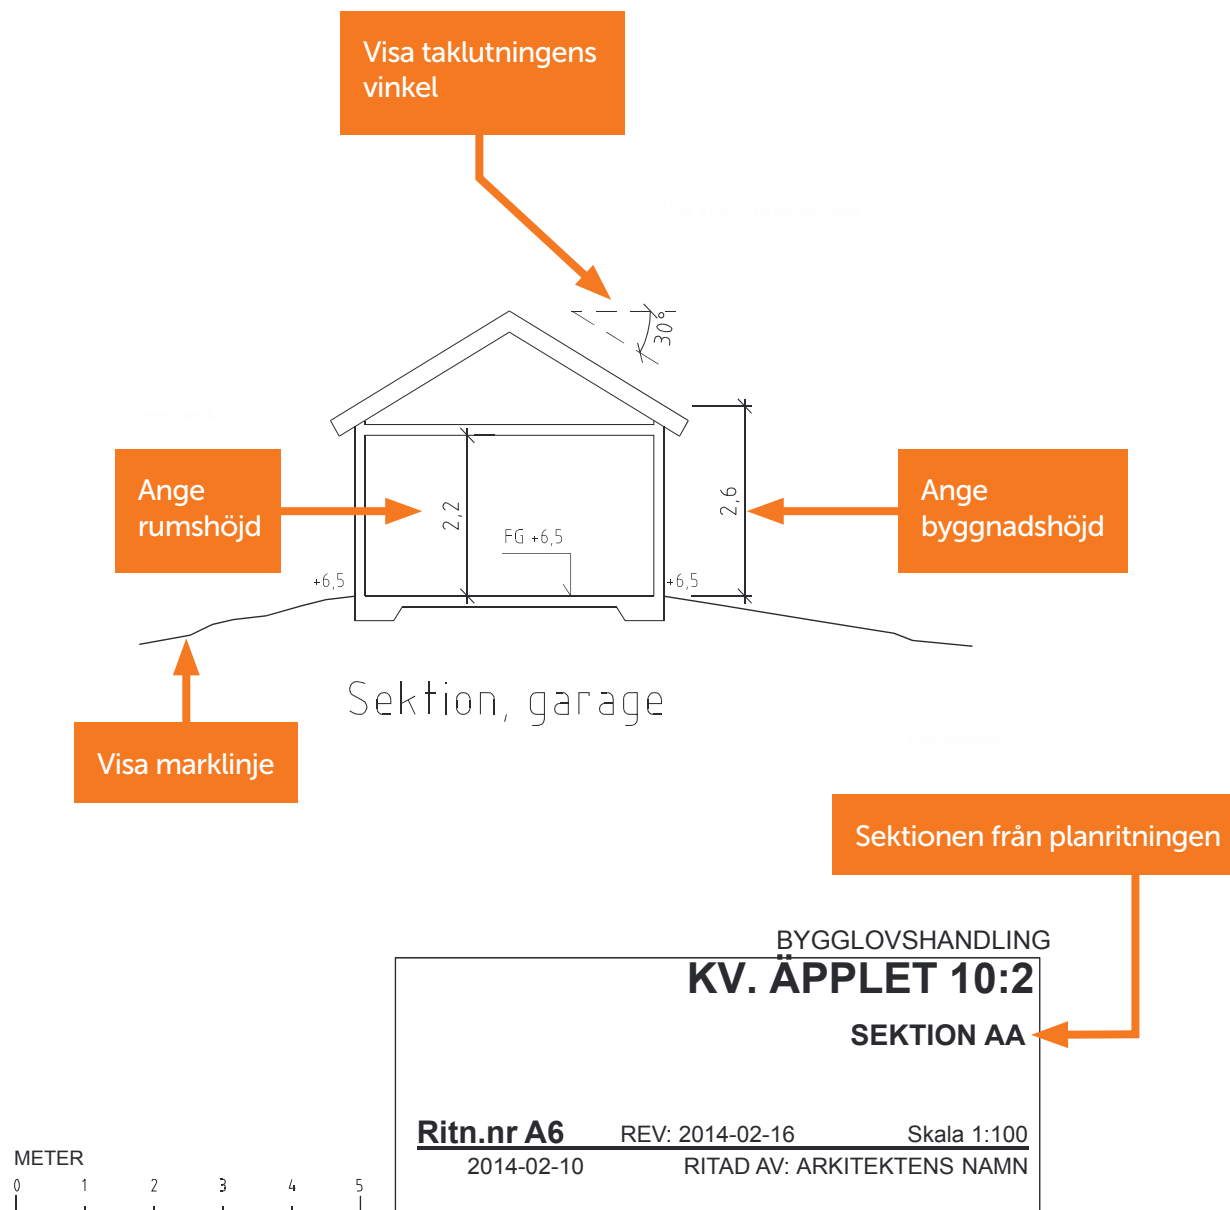 Visa taklutningens
vinkel
30°
Ange
rumshöjd
2,2
FG +6,5
2,6
Ange
byggnadshöjd
+6,5
+6,5
Sektion, garage
Visa marklinje
Sektionen från planritningen
BYGGLOVSHANDLING
KV. ÄPPLET 10:2
SEKTION AA
Ritn.nr A6 REV: 2014-02-16 Skala 1:100
2014-02-10 RITAD AV: ARKITEKTENS NAMN
METER
0 1 2 3 4 5